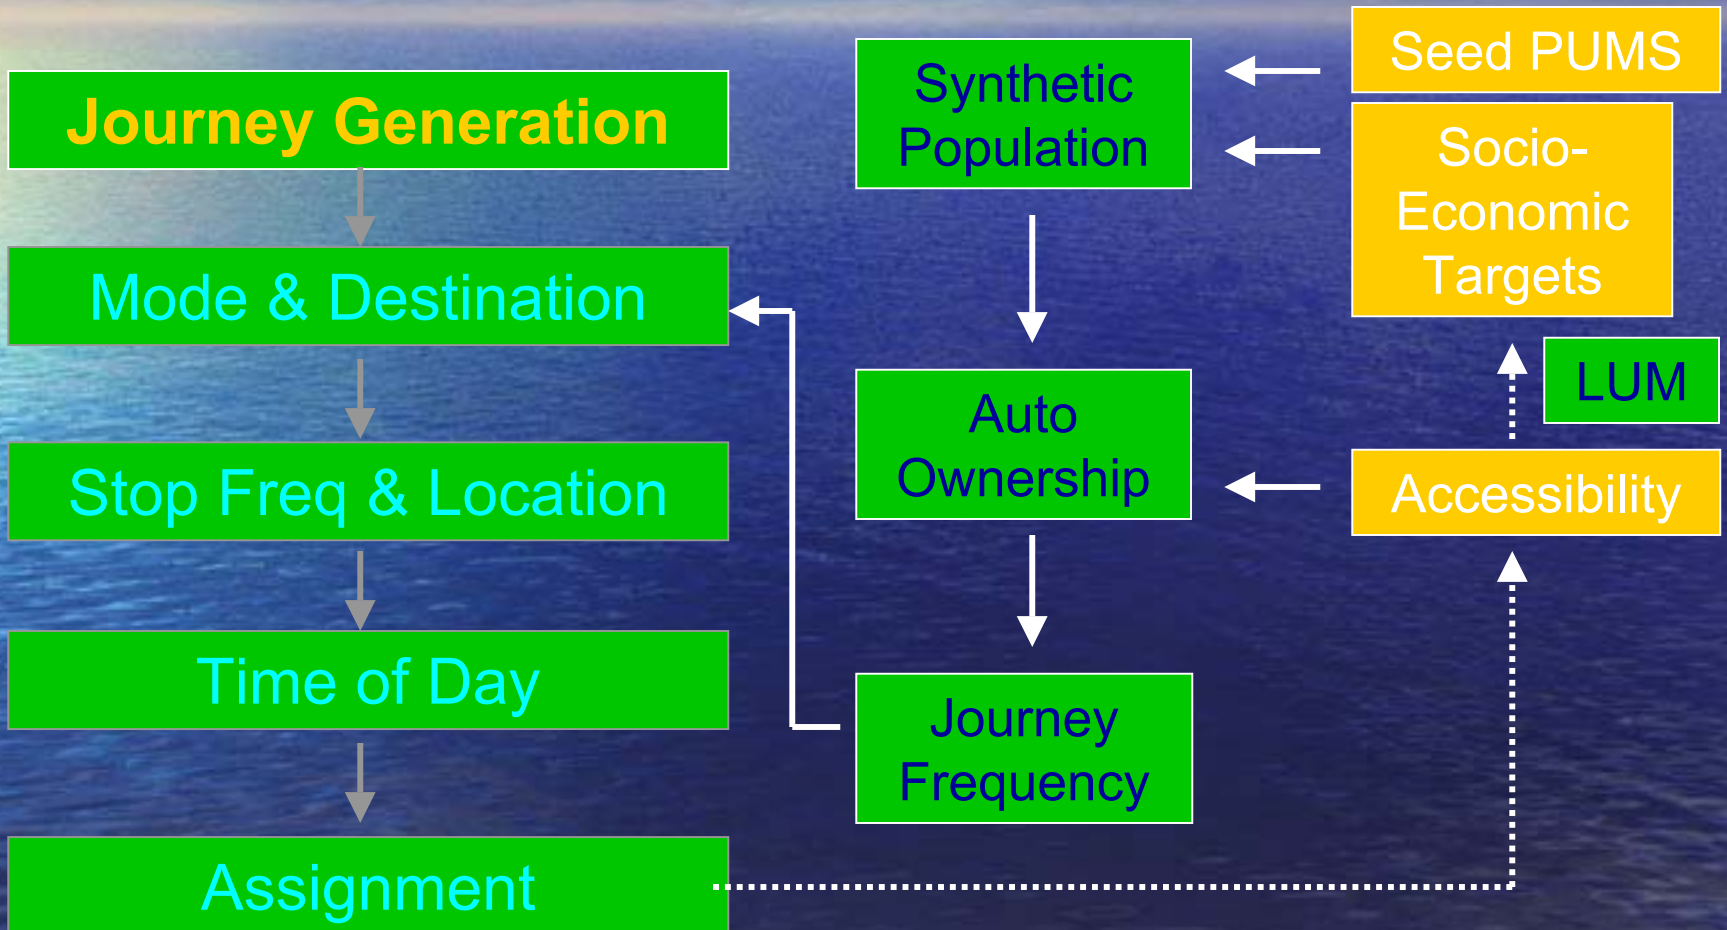 Journey Generation
Mode & Destination
Stop Freq & Location
Time of Day
Assignment
Synthetic
Population
Auto
Ownership
Journey
Frequency
Seed PUMS
Socio-
Economic
Targets
LUM
Accessibility